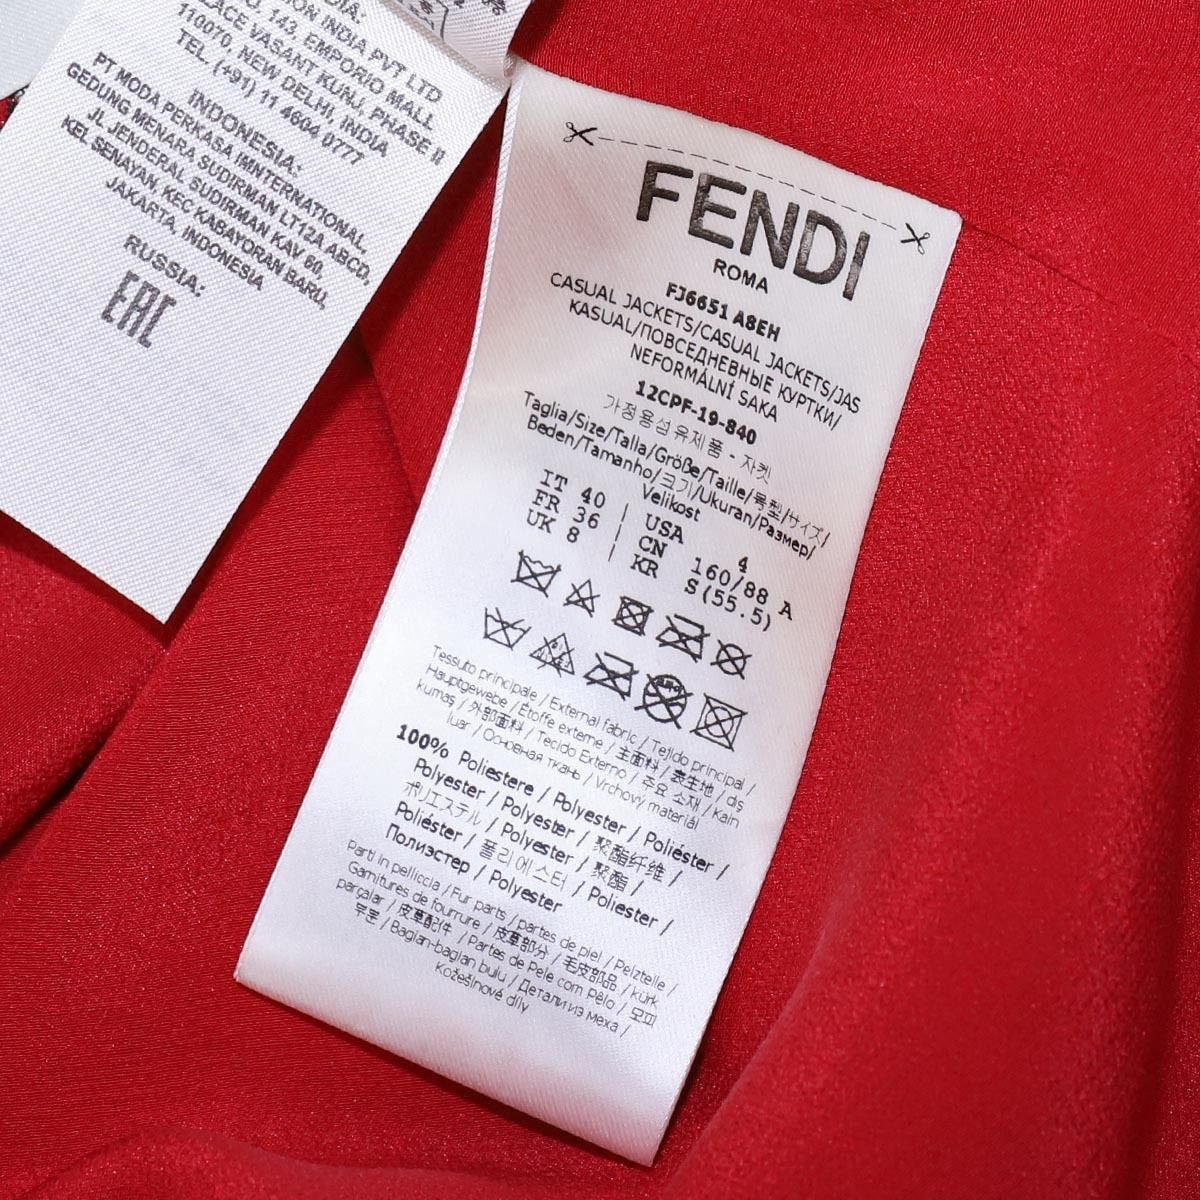 DIA:
ON INDIA PVT LTD
O. 143, EMPORIO MALL
ACE VASANT KUNJ, PHASE II
110070, NEW DELHI, INDIA
TEL. (+91) 11 4604 0777
INDONESIA:
PT MODA PERKASA IMNTERNATIONAL
GEDUNG MENARA SUDIRMAN LT12A ABCD,
JL JENDERAL SUDIRMAN KAV 60,
KEL SENAYAN KEC KABAYORAN BARU,
JAKARTA, INDONESIA
RUSSIA:
EAC
FENDI
ROMA
FJ6651 A8EH
CASUAL JACKETS/CASUAL JACKETS/JAS
KASUAL/ПОВСЕДНЕВНЫЕ КУРТКИ/
NEFORMÁLNÍ SAKA
12CPF-19-840
가정용섬유제품 - 자켓
Taglia/Size/Talla/Größe/Taille/号型/サイズ/
Beden/Tamanho/크기/Ukuran/Размер/
Velikost
IT 40 | USA 4
FR 36 | CN 160/88 A
UK 8 | KR S(55.5)
Tessuto principale / External fabric / Tejido principal /
Hauptgewebe / Étoffe externe / 主面料 / 表生地 / dış
kumaş / 外部面料 / Tecido Externo / 주요 소재 / Kain
luar / Основная ткань / Vrchový materiál
100% Poliestere / Polyester / Poliéster /
Polyester / Polyester / 聚酯纤维 /
ポリエステル / Polyester / 聚酯 /
Poliéster / 폴리에스터 / Poliester /
Полиэстер / Polyester
Parti in pelliccia / Fur parts / partes de piel / Pelzteile /
Garnitures de fourrure / 皮草部分 / 毛皮部品 / kürk
parçalar / 皮草配件 / Partes de Pele com Pêlo / 모피
부분 / Bagian-bagian bulu / Детали из меха /
Kožešinové díly